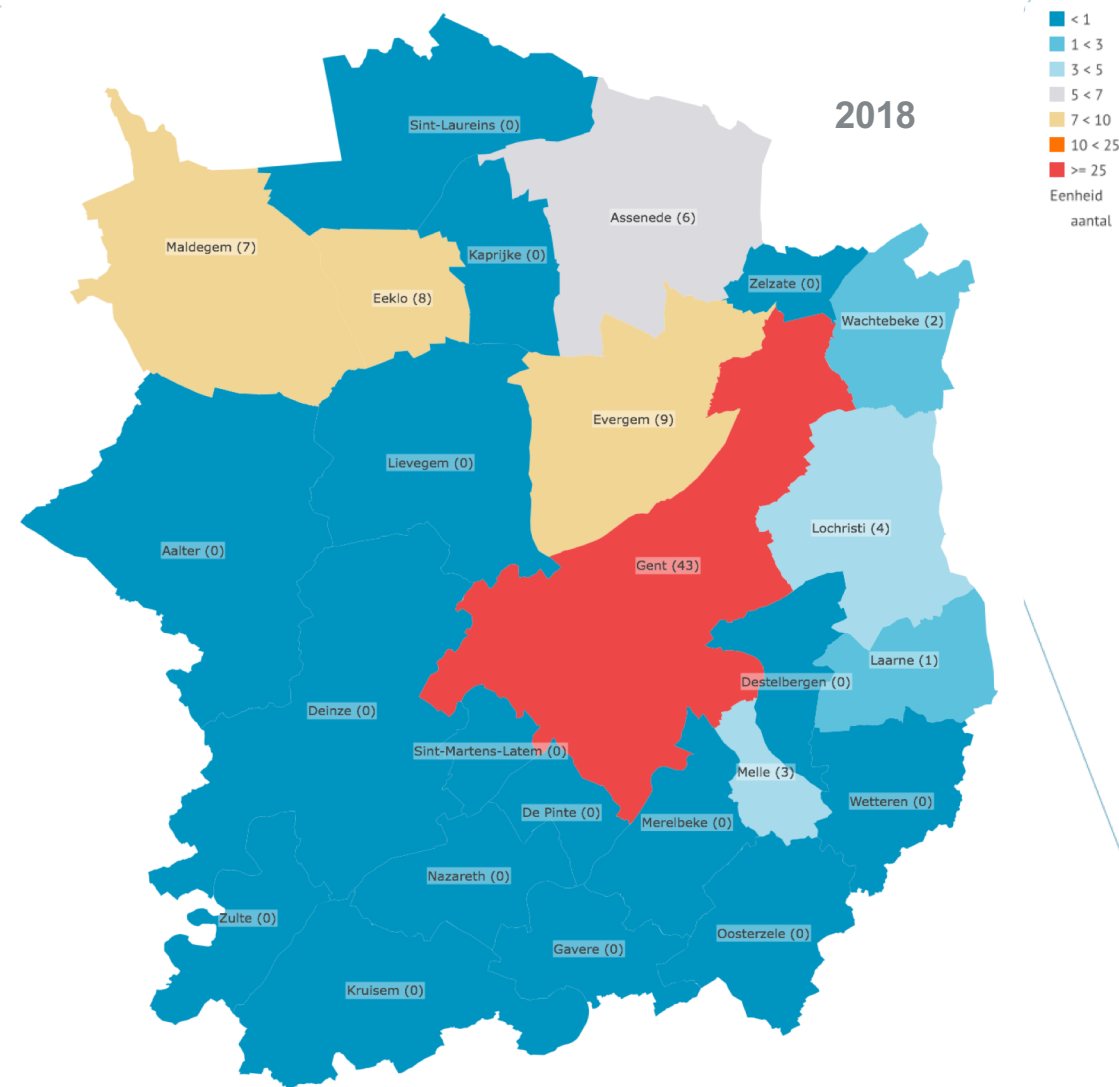 2018
< 1
1 < 3
3 < 5
5 < 7
7 < 10
10 < 25
>= 25
Eenheid
aantal
Sint-Laureins (0)
Assenede (6)
Maldegem (7)
Kaprijke (0)
Zelzate (0)
Eeklo (8)
Wachtebeke (2)
Evergem (9)
Lievegem (0)
Lochristi (4)
Aalter (0)
Gent (43)
Laarne (1)
Destelbergen (0)
Deinze (0)
Sint-Martens-Latem (0)
Melle (3)
Wetteren (0)
De Pinte (0)
Merelbeke (0)
Nazareth (0)
Zulte (0)
Oosterzele (0)
Gavere (0)
Kruisem (0)